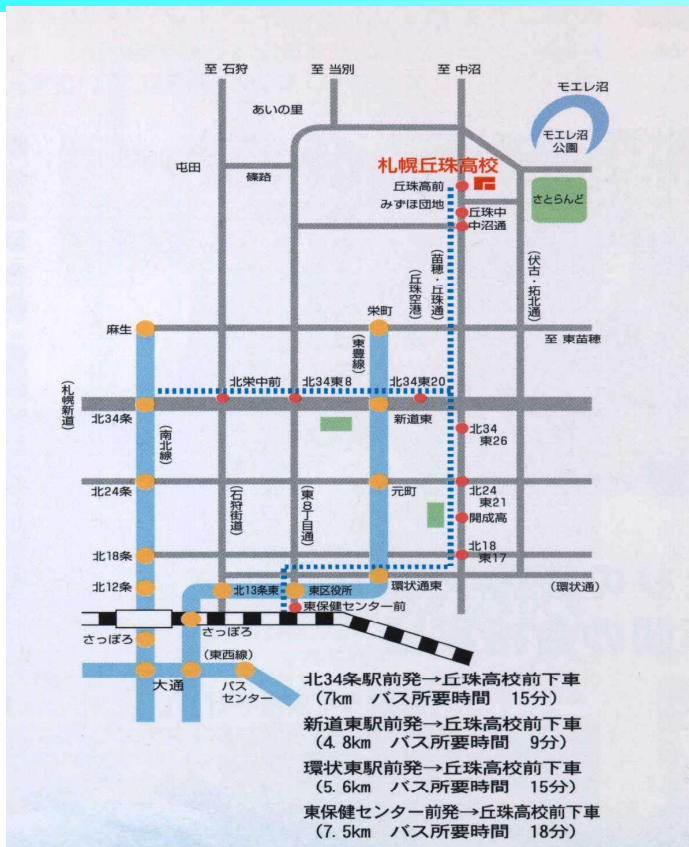 至 石狩
至 当別
至 中沼
モエレ沼
あいの里
モエレ沼
公園
屯田
篠路
札幌丘珠高校
丘珠高前
みずほ団地
さとらんど
丘珠中
中沼通
(苗穂・丘珠通)
(丘珠空港)
(伏古・拓北通)
麻生
栄町
(東豊線)
至 東苗穂
(札幌新道)
北栄中前
北34東8
北34東20
北34条
新道東
(南北線)
北34
東26
北24条
元町
北24
東21
(石狩街道)
(東8丁目通)
開成高
北18条
北18
東17
北12条
北13条東
東区役所
環状通東
(環状通)
東保健センター前
さっぽろ
さっぽろ
(東西線)
大通
バス
センター
北34条駅前発→丘珠高校前下車
(7km バス所要時間 15分)
新道東駅前発→丘珠高校前下車
(4.8km バス所要時間 9分)
環状東駅前発→丘珠高校前下車
(5.6km バス所要時間 15分)
東保健センター前発→丘珠高校前下車
(7.5km バス所要時間 18分)